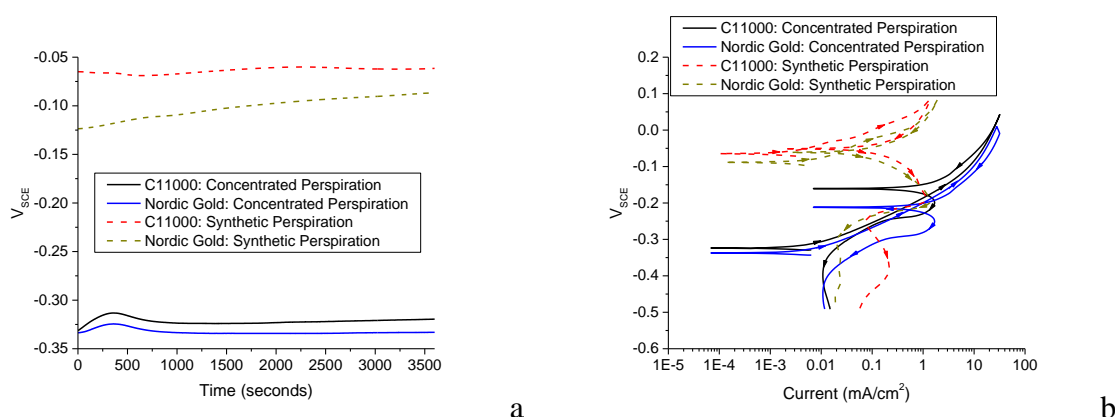 -0.05
-0.10
-0.15
-0.20
-0.25
-0.30
-0.35
V_SCE
C11000: Concentrated Perspiration
Nordic Gold: Concentrated Perspiration
C11000: Synthetic Perspiration
Nordic Gold: Synthetic Perspiration
0 500 1000 1500 2000 2500 3000 3500
Time (seconds)
a
C11000: Concentrated Perspiration
Nordic Gold: Concentrated Perspiration
C11000: Synthetic Perspiration
Nordic Gold: Synthetic Perspiration
0.2
0.1
0.0
-0.1
-0.2
-0.3
-0.4
-0.5
-0.6
V_SCE
1E-5 1E-4 1E-3 0.01 0.1 1 10 100
Current (mA/cm²)
b